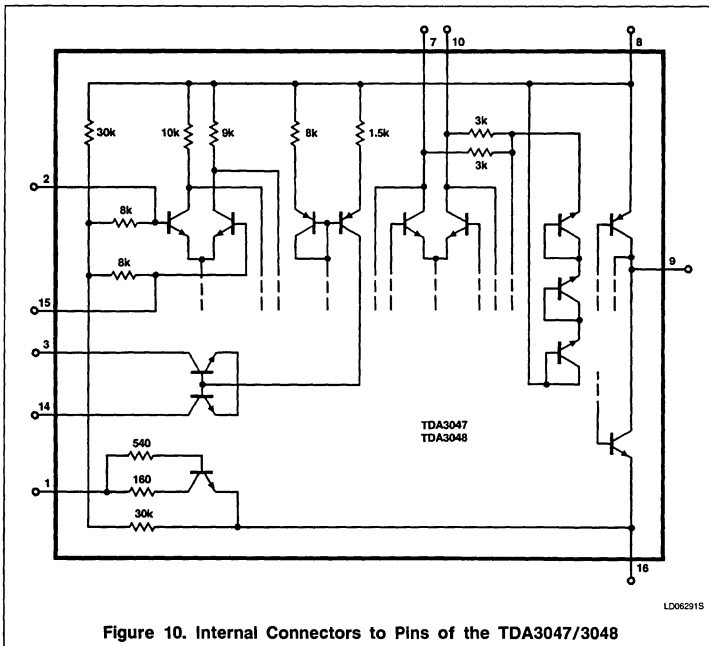 7 10 8
30k 10k 9k 8k 1.5k 3k
3k
2
8k
8k
9
15
3
14
TDA3047
TDA3048
540
1
160
30k
16
LD06291S
Figure 10. Internal Connectors to Pins of the TDA3047/3048